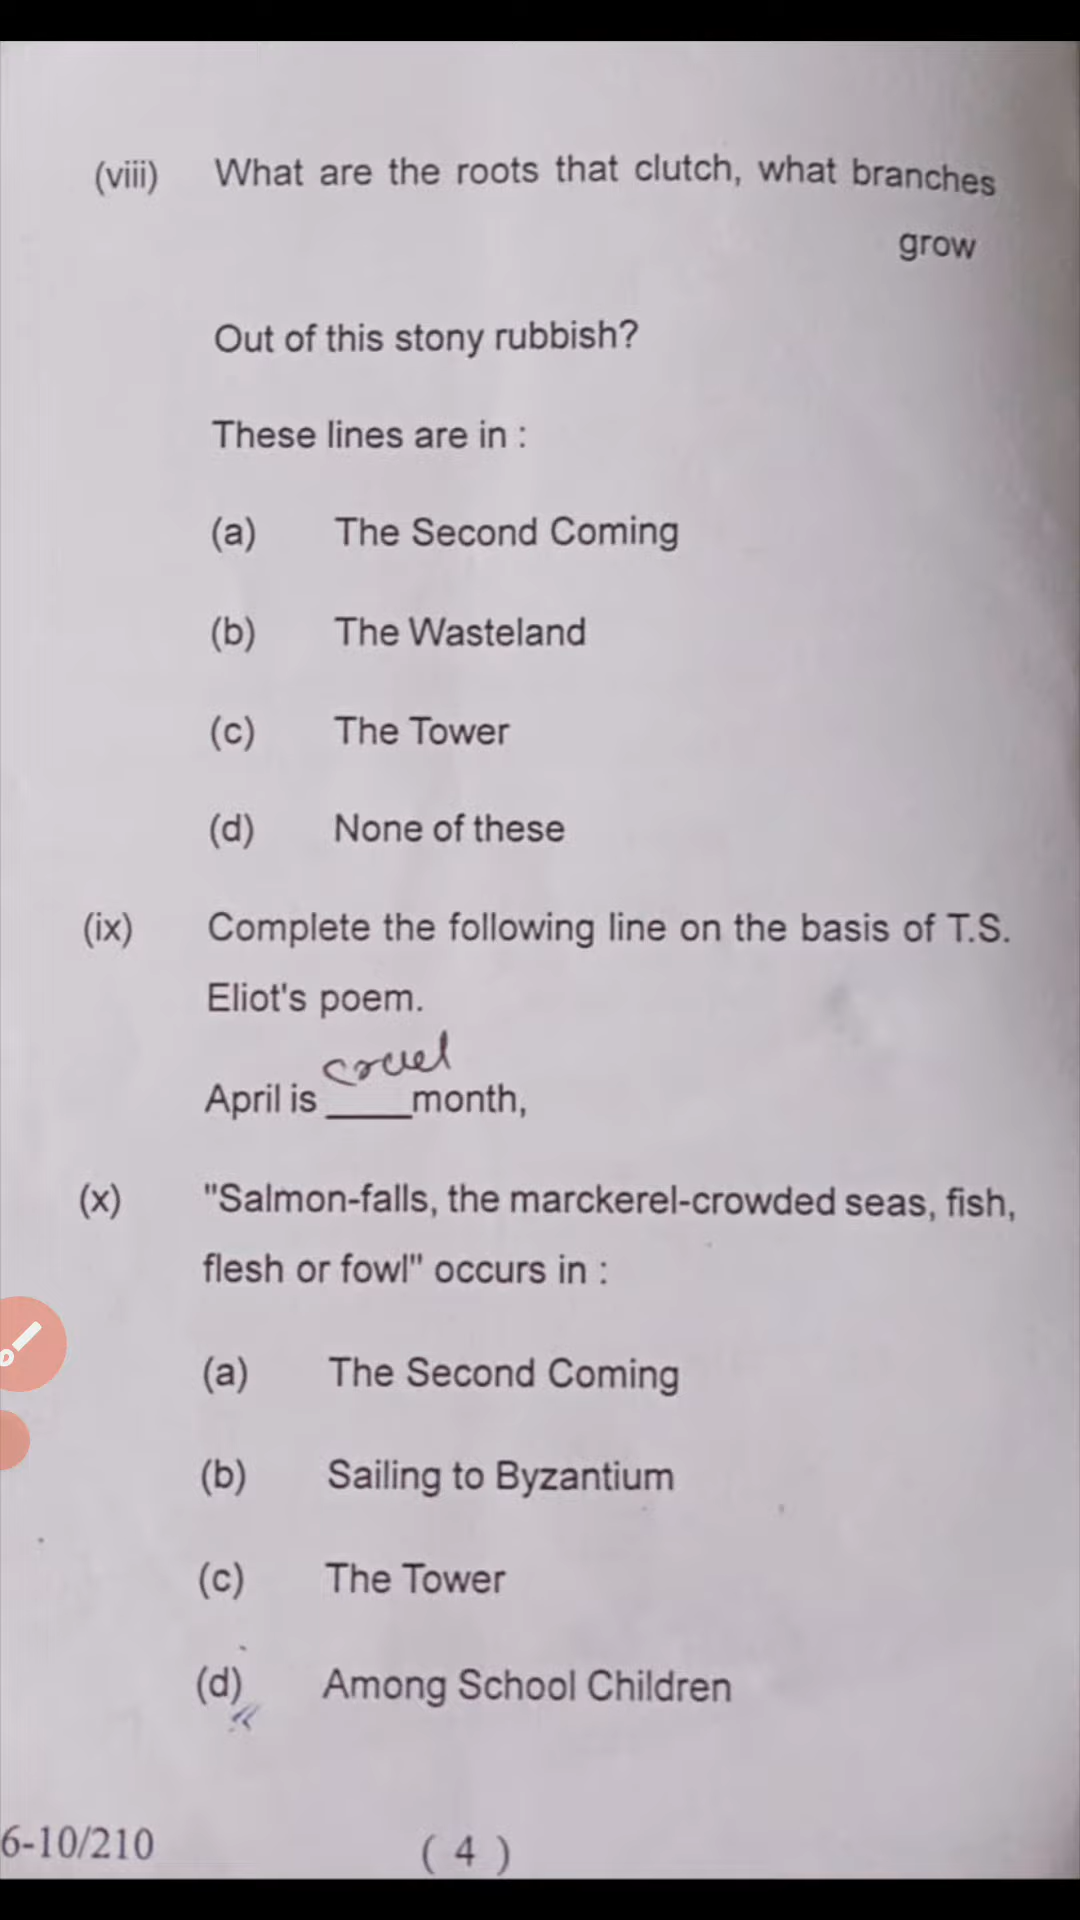 (viii) What are the roots that clutch, what branches
grow
Out of this stony rubbish?
These lines are in :
(a) The Second Coming
(b) The Wasteland
(c) The Tower
(d) None of these
(ix) Complete the following line on the basis of T.S.
Eliot's poem.
cruel
April is ____month,
(x) "Salmon-falls, the marckerel-crowded seas, fish,
flesh or fowl" occurs in :
(a) The Second Coming
(b) Sailing to Byzantium
(c) The Tower
(d) Among School Children
6-10/210 ( 4 )